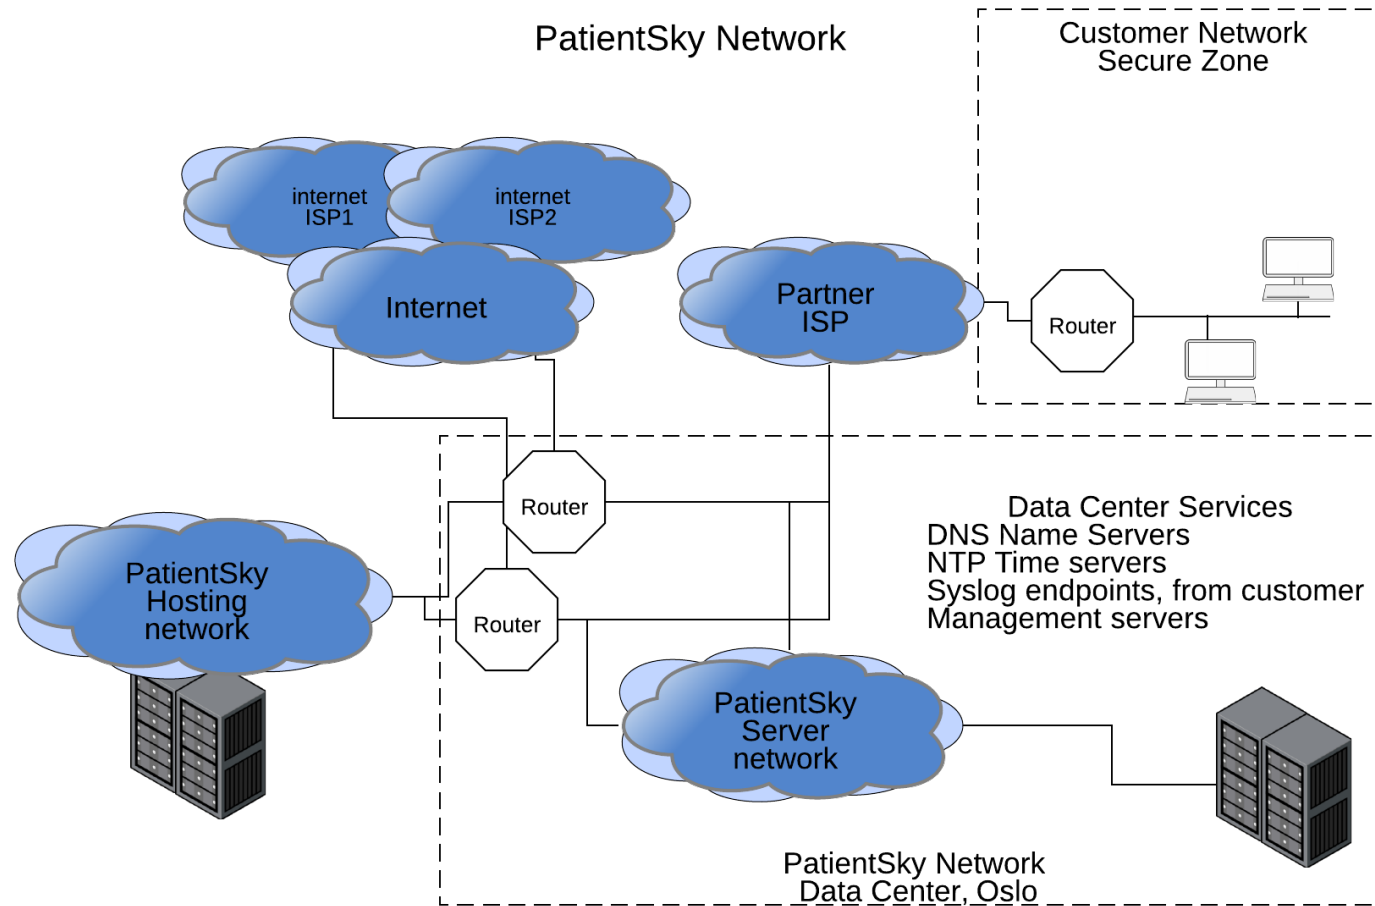 PatientSky Network
Customer Network
Secure Zone
internet
ISP1
internet
ISP2
Internet
Partner
ISP
Router
Router
Data Center Services
DNS Name Servers
NTP Time servers
Syslog endpoints, from customer
Management servers
PatientSky
Hosting
network
Router
PatientSky
Server
network
PatientSky Network
Data Center, Oslo